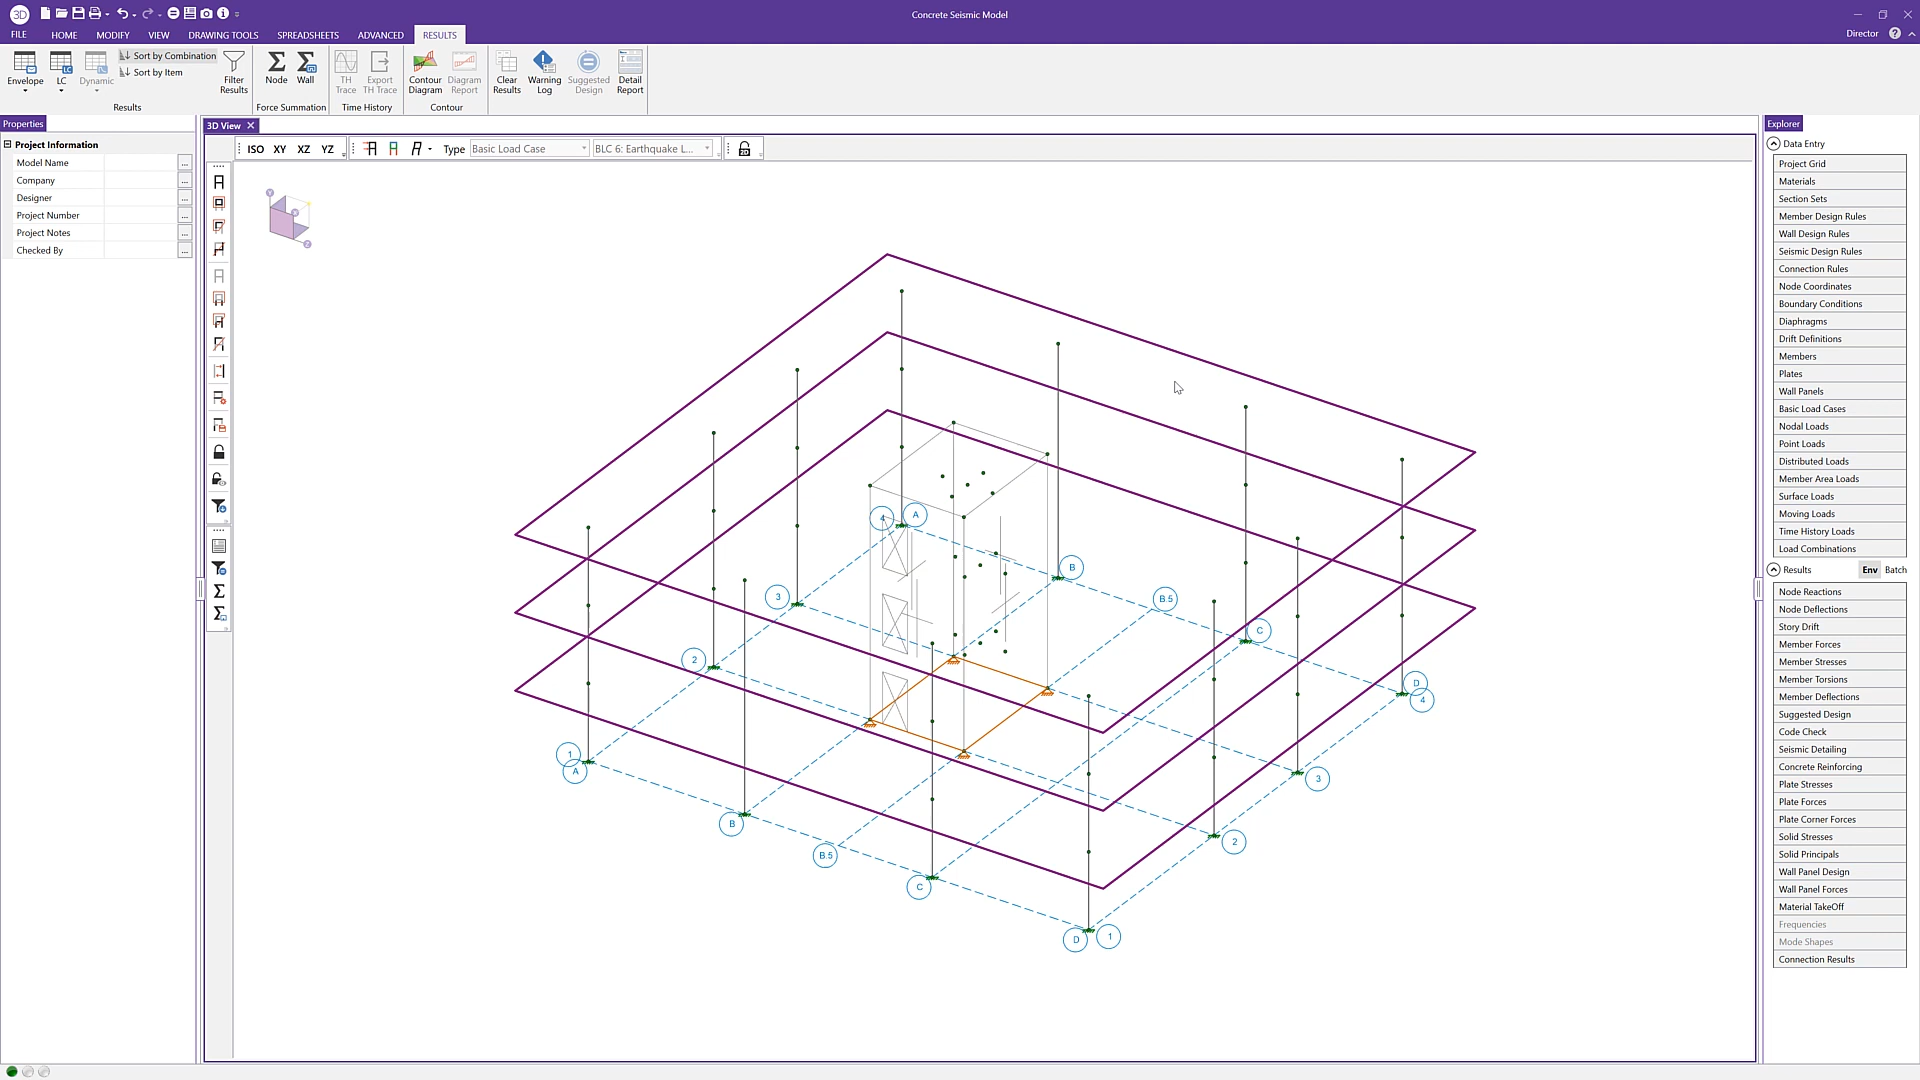 3D
Concrete Seismic Model
FILE HOME MODIFY VIEW DRAWING TOOLS SPREADSHEETS ADVANCED RESULTS
Director
Envelope LC Dynamic
Sort by Combination
Sort by Item
Filter Results
Results
Node Wall
Force Summation
TH Trace Export TH Trace
Time History
Contour Diagram Diagram Report
Contour
Clear Results Warning Log Suggested Design Detail Report
Properties
Project Information
Model Name ...
Company ...
Designer ...
Project Number ...
Project Notes ...
Checked By ...
3D View
ISO XY XZ YZ Type Basic Load Case BLC 6: Earthquake L...
Y
X
Z
4 A
B
3
B.5
C
2
D
4
1
A
3
B
2
B.5
C
D 1
Explorer
Data Entry
Project Grid
Materials
Section Sets
Member Design Rules
Wall Design Rules
Seismic Design Rules
Connection Rules
Node Coordinates
Boundary Conditions
Diaphragms
Drift Definitions
Members
Plates
Wall Panels
Basic Load Cases
Nodal Loads
Point Loads
Distributed Loads
Member Area Loads
Surface Loads
Moving Loads
Time History Loads
Load Combinations
Results Env Batch
Node Reactions
Node Deflections
Story Drift
Member Forces
Member Stresses
Member Torsions
Member Deflections
Suggested Design
Code Check
Seismic Detailing
Concrete Reinforcing
Plate Stresses
Plate Forces
Plate Corner Forces
Solid Stresses
Solid Principals
Wall Panel Design
Wall Panel Forces
Material TakeOff
Frequencies
Mode Shapes
Connection Results